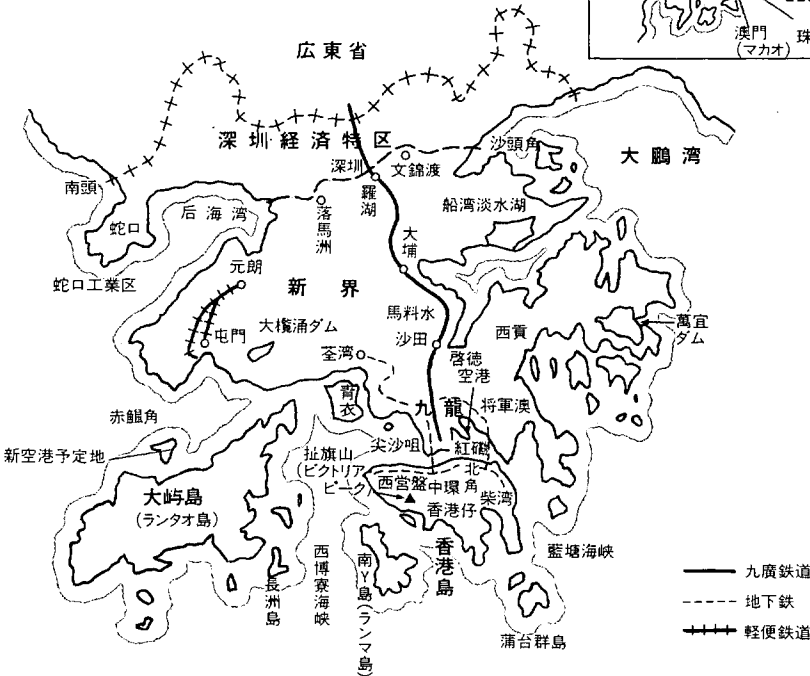 澳門
(マカオ)
珠
広東省
深圳経済特区
沙頭角
大鵬湾
深圳
文錦渡
羅湖
南頭
后海湾
落馬洲
船湾淡水湖
蛇口
大埔
蛇口工業区
元朗
新界
馬料水
西貢
萬宜
ダム
屯門
大欖涌ダム
沙田
荃湾
啓徳
空港
青衣
九龍
将軍澳
赤鱲角
新空港予定地
扯旗山
(ビクトリア
ピーク)
尖沙咀
紅磡
北角
西営盤
中環
柴湾
香港仔
大屿島
(ランタオ島)
香港島
藍塘海峡
長洲島
西博寮海峡
南Y島(ランマ島)
蒲台群島
九廣鉄道
地下鉄
軽便鉄道